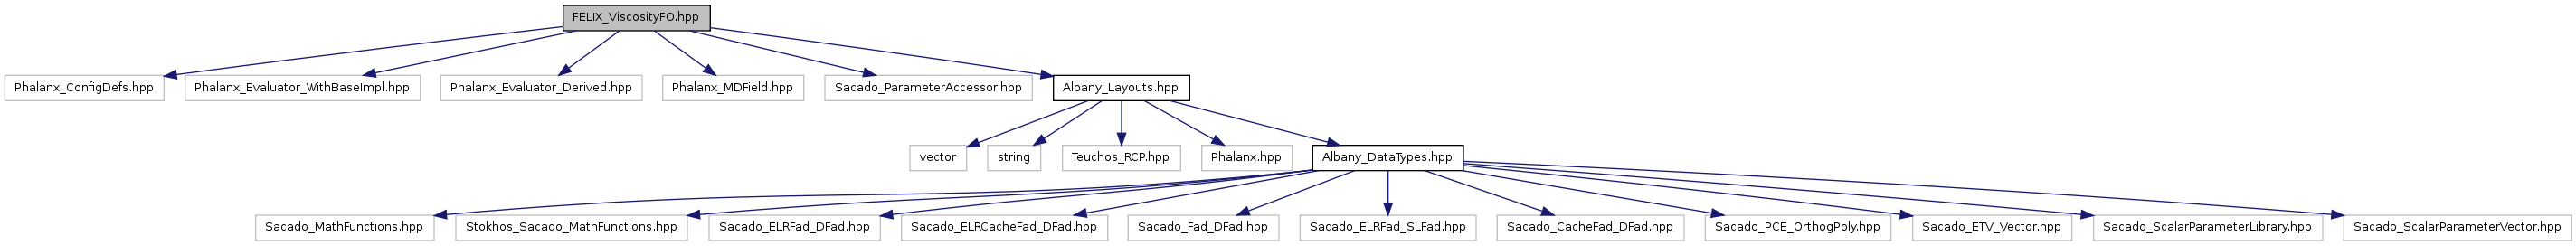 FELIX_ViscosityFO.hpp
Phalanx_ConfigDefs.hpp
Phalanx_Evaluator_WithBaseImpl.hpp
Phalanx_Evaluator_Derived.hpp
Phalanx_MDField.hpp
Sacado_ParameterAccessor.hpp
Albany_Layouts.hpp
vector
string
Teuchos_RCP.hpp
Phalanx.hpp
Albany_DataTypes.hpp
Sacado_MathFunctions.hpp
Stokhos_Sacado_MathFunctions.hpp
Sacado_ELRFad_DFad.hpp
Sacado_ELRCacheFad_DFad.hpp
Sacado_Fad_DFad.hpp
Sacado_ELRFad_SLFad.hpp
Sacado_CacheFad_DFad.hpp
Sacado_PCE_OrthogPoly.hpp
Sacado_ETV_Vector.hpp
Sacado_ScalarParameterLibrary.hpp
Sacado_ScalarParameterVector.hpp